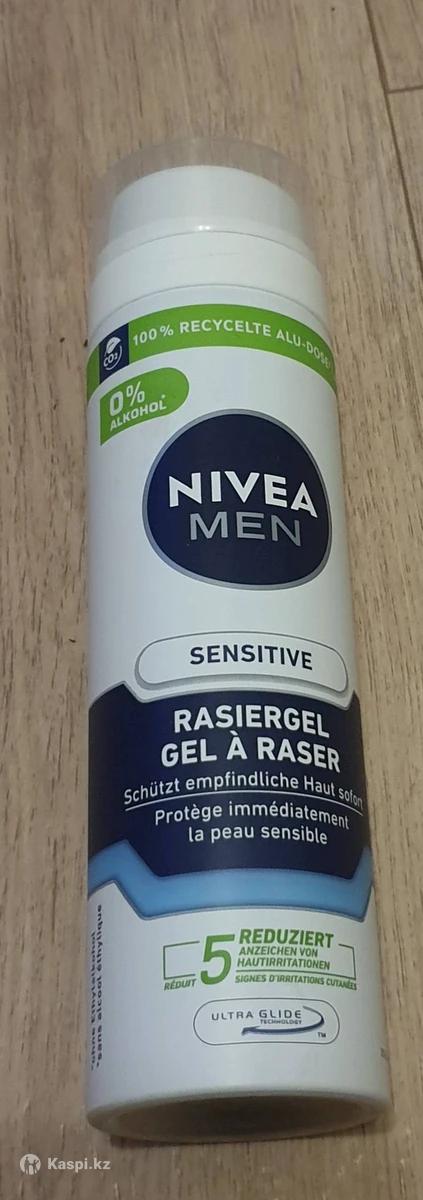 CO2
100% RECYCELTE ALU-DOSE
0%
ALKOHOL*
NIVEA
MEN
SENSITIVE
RASIERGEL
GEL À RASER
Schützt empfindliche Haut sofort
Protège immédiatement
la peau sensible
RÉDUIT 5 REDUZIERT
ANZEICHEN VON
HAUTIRRITATIONEN
SIGNES D'IRRITATIONS CUTANÉES
ULTRA GLIDE
TECHNOLOGY
TM
*ohne Ethylalkohol
*sans alcool éthylique
Kaspi.kz